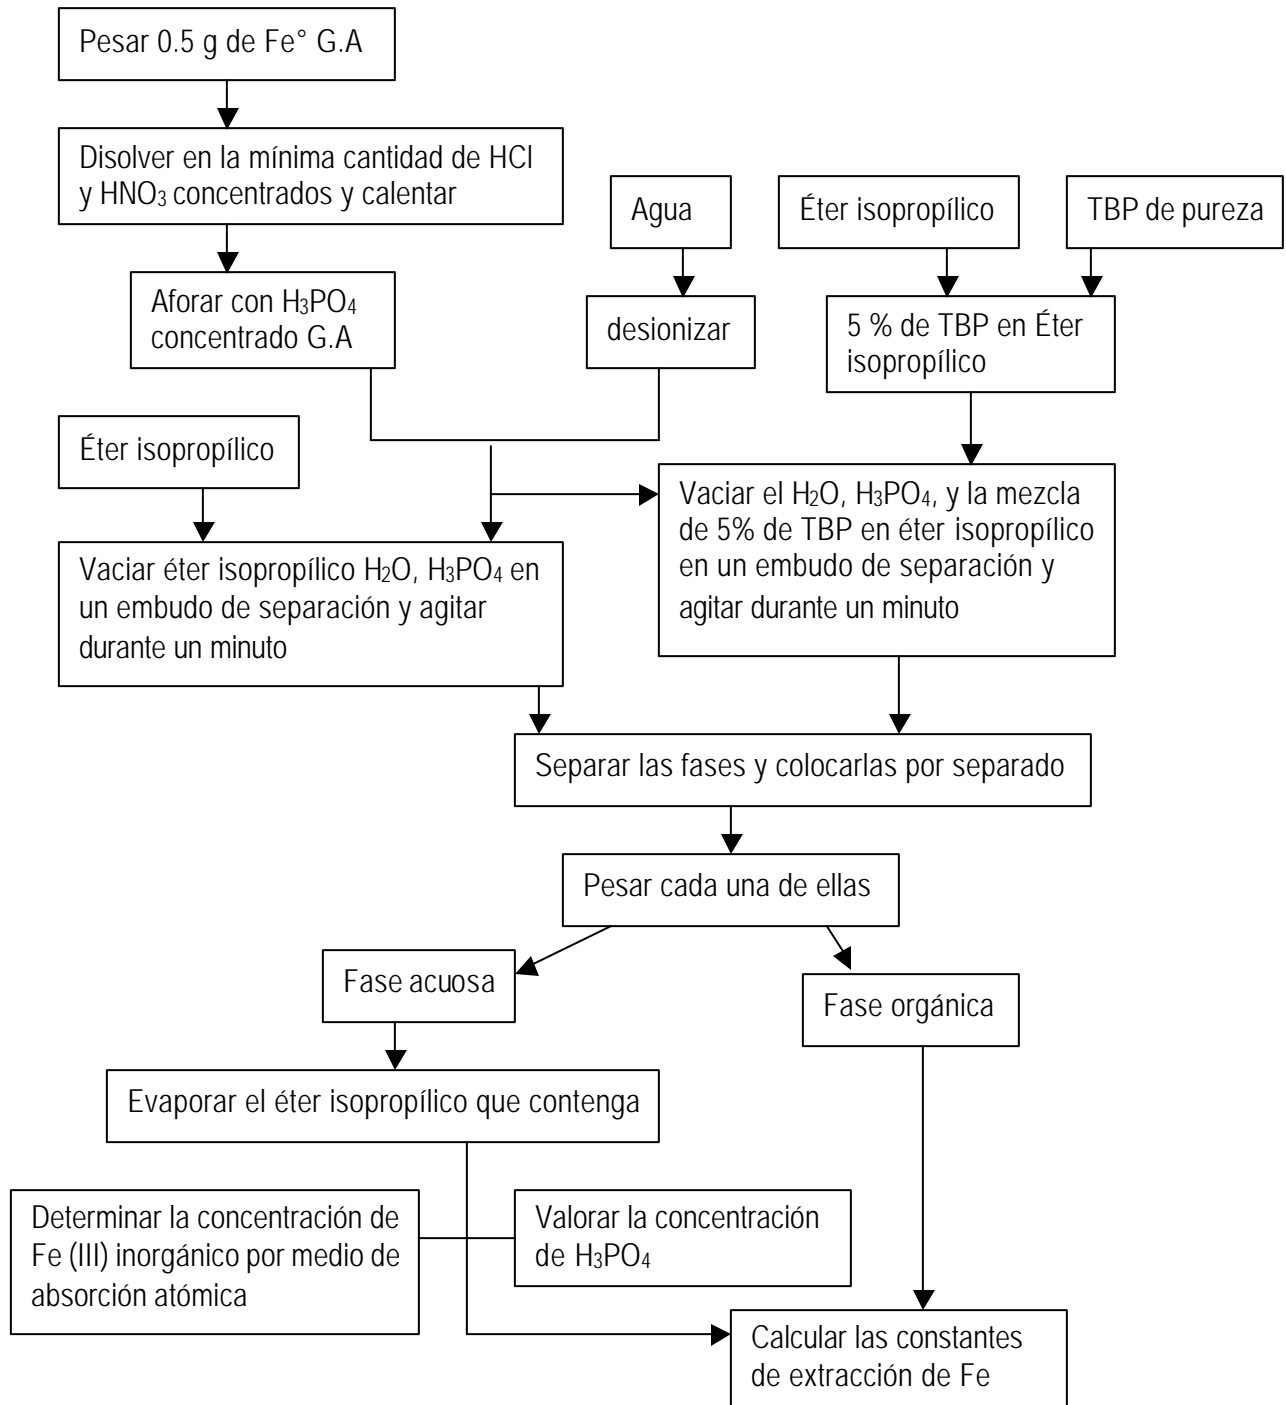 Pesar 0.5 g de Fe° G.A
Disolver en la mínima cantidad de HCl
y HNO₃ concentrados y calentar
Agua
Éter isopropílico
TBP de pureza
Aforar con H₃PO₄
concentrado G.A
desionizar
5 % de TBP en Éter
isopropílico
Éter isopropílico
Vaciar el H₂O, H₃PO₄, y la mezcla
de 5% de TBP en éter isopropílico
en un embudo de separación y
agitar durante un minuto
Vaciar éter isopropílico H₂O, H₃PO₄ en
un embudo de separación y agitar
durante un minuto
Separar las fases y colocarlas por separado
Pesar cada una de ellas
Fase acuosa
Fase orgánica
Evaporar el éter isopropílico que contenga
Determinar la concentración de
Fe (III) inorgánico por medio de
absorción atómica
Valorar la concentración
de H₃PO₄
Calcular las constantes
de extracción de Fe